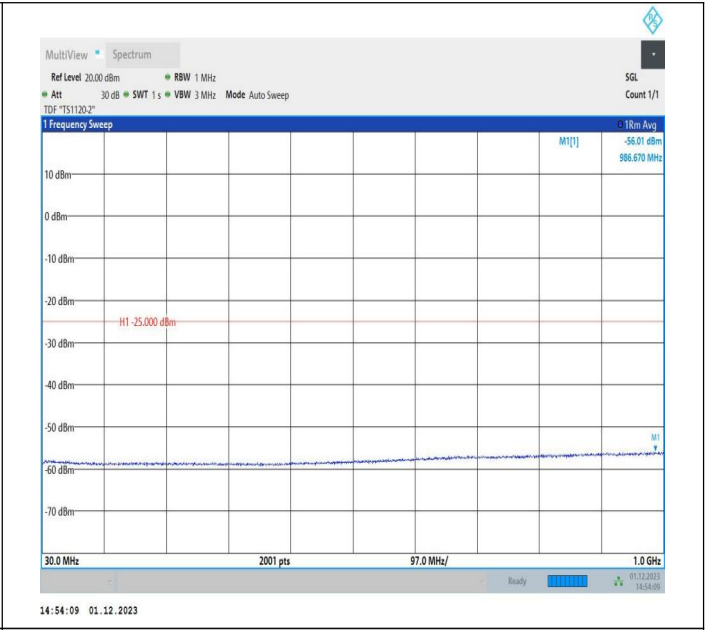 MultiView Spectrum
Ref Level 20.00 dBm RBW 1 MHz SGL
Att 30 dB SWT 1 s VBW 3 MHz Mode Auto Sweep Count 1/1
TDF "TS1120-2"
1 Frequency Sweep 1Rm Avg
M1[1] -56.01 dBm
986.670 MHz
10 dBm
0 dBm
-10 dBm
-20 dBm
H1 -25.000 dBm
-30 dBm
-40 dBm
-50 dBm
M1
-60 dBm
-70 dBm
30.0 MHz 2001 pts 97.0 MHz/ 1.0 GHz
Ready 01.12.2023
14:54:09
14:54:09 01.12.2023